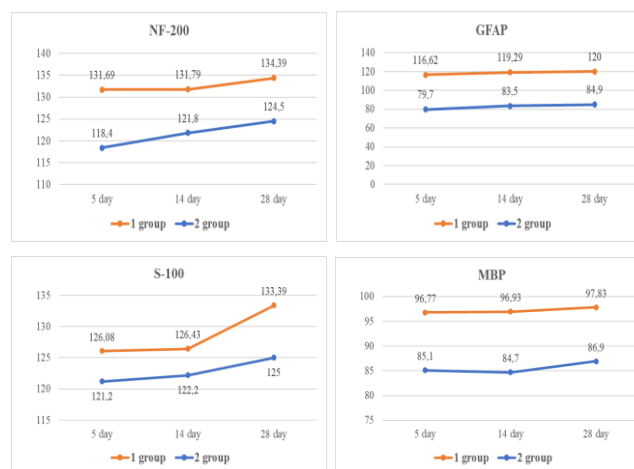 NF-200
140
135
130
125
120
115
110
131,69
131,79
134,39
118,4
121,8
124,5
5 day
14 day
28 day
1 group
2 group
GFAP
140
120
100
80
60
40
20
0
116,62
119,29
120
79,7
83,5
84,9
5 day
14 day
28 day
1 group
2 group
S-100
135
130
125
120
115
126,08
126,43
133,39
121,2
122,2
125
5 day
14 day
28 day
1 group
2 group
MBP
100
95
90
85
80
75
96,77
96,93
97,83
85,1
84,7
86,9
5 day
14 day
28 day
1 group
2 group